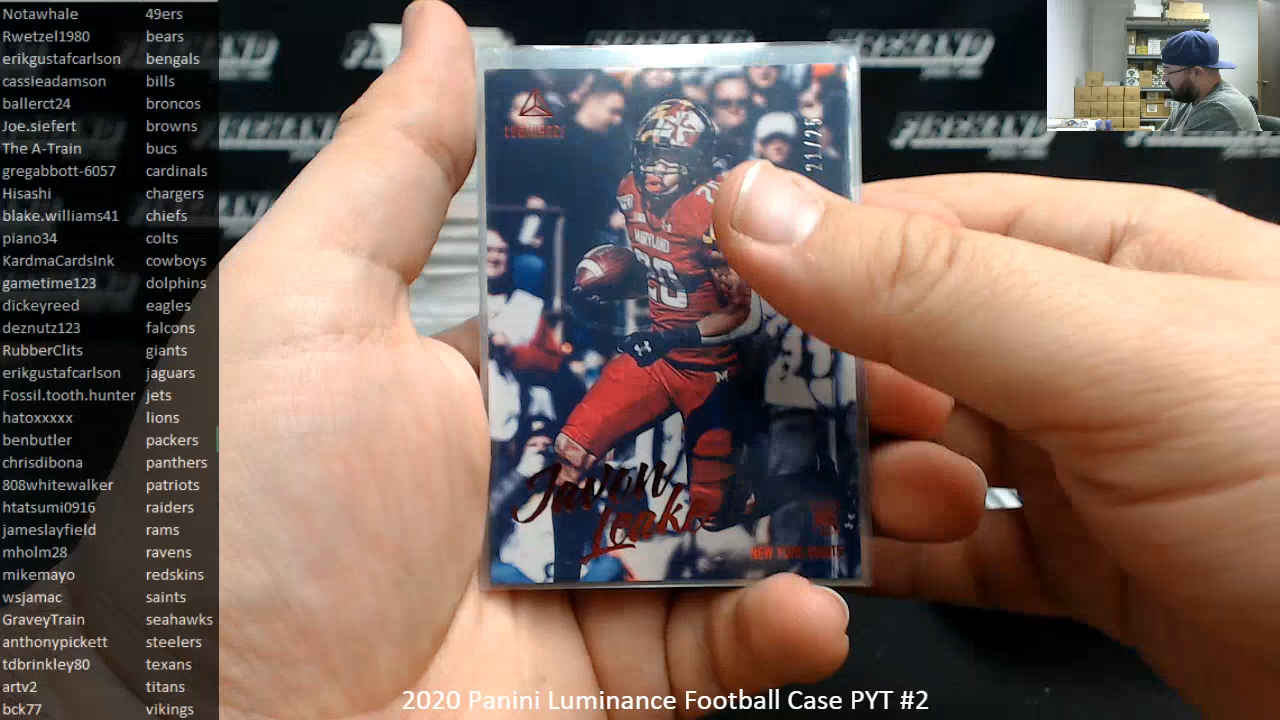 Notawhale 49ers
Rwetzel1980 bears
erikgustafcarlson bengals
cassieadamson bills
ballerct24 broncos
Joe.siefert browns
The A-Train bucs
gregabbott-6057 cardinals
Hisashi chargers
blake.williams41 chiefs
piano34 colts
KardmaCardsInk cowboys
gametime123 dolphins
dickeyreed eagles
deznutz123 falcons
RubberClits giants
erikgustafcarlson jaguars
Fossil.tooth.hunter jets
hatoxxxxx lions
benbutler packers
chrisdibona panthers
808whitewalker patriots
htatsumi0916 raiders
jameslayfield rams
mholm28 ravens
mikemayo redskins
wsjamac saints
GraveyTrain seahawks
anthonypickett steelers
tdbrinkley80 texans
artv2 titans
bck77 vikings
LUMINANCE
21/25
MARYLAND
20
Javon
Leake
NEW YORK GIANTS
2020 Panini Luminance Football Case PYT #2